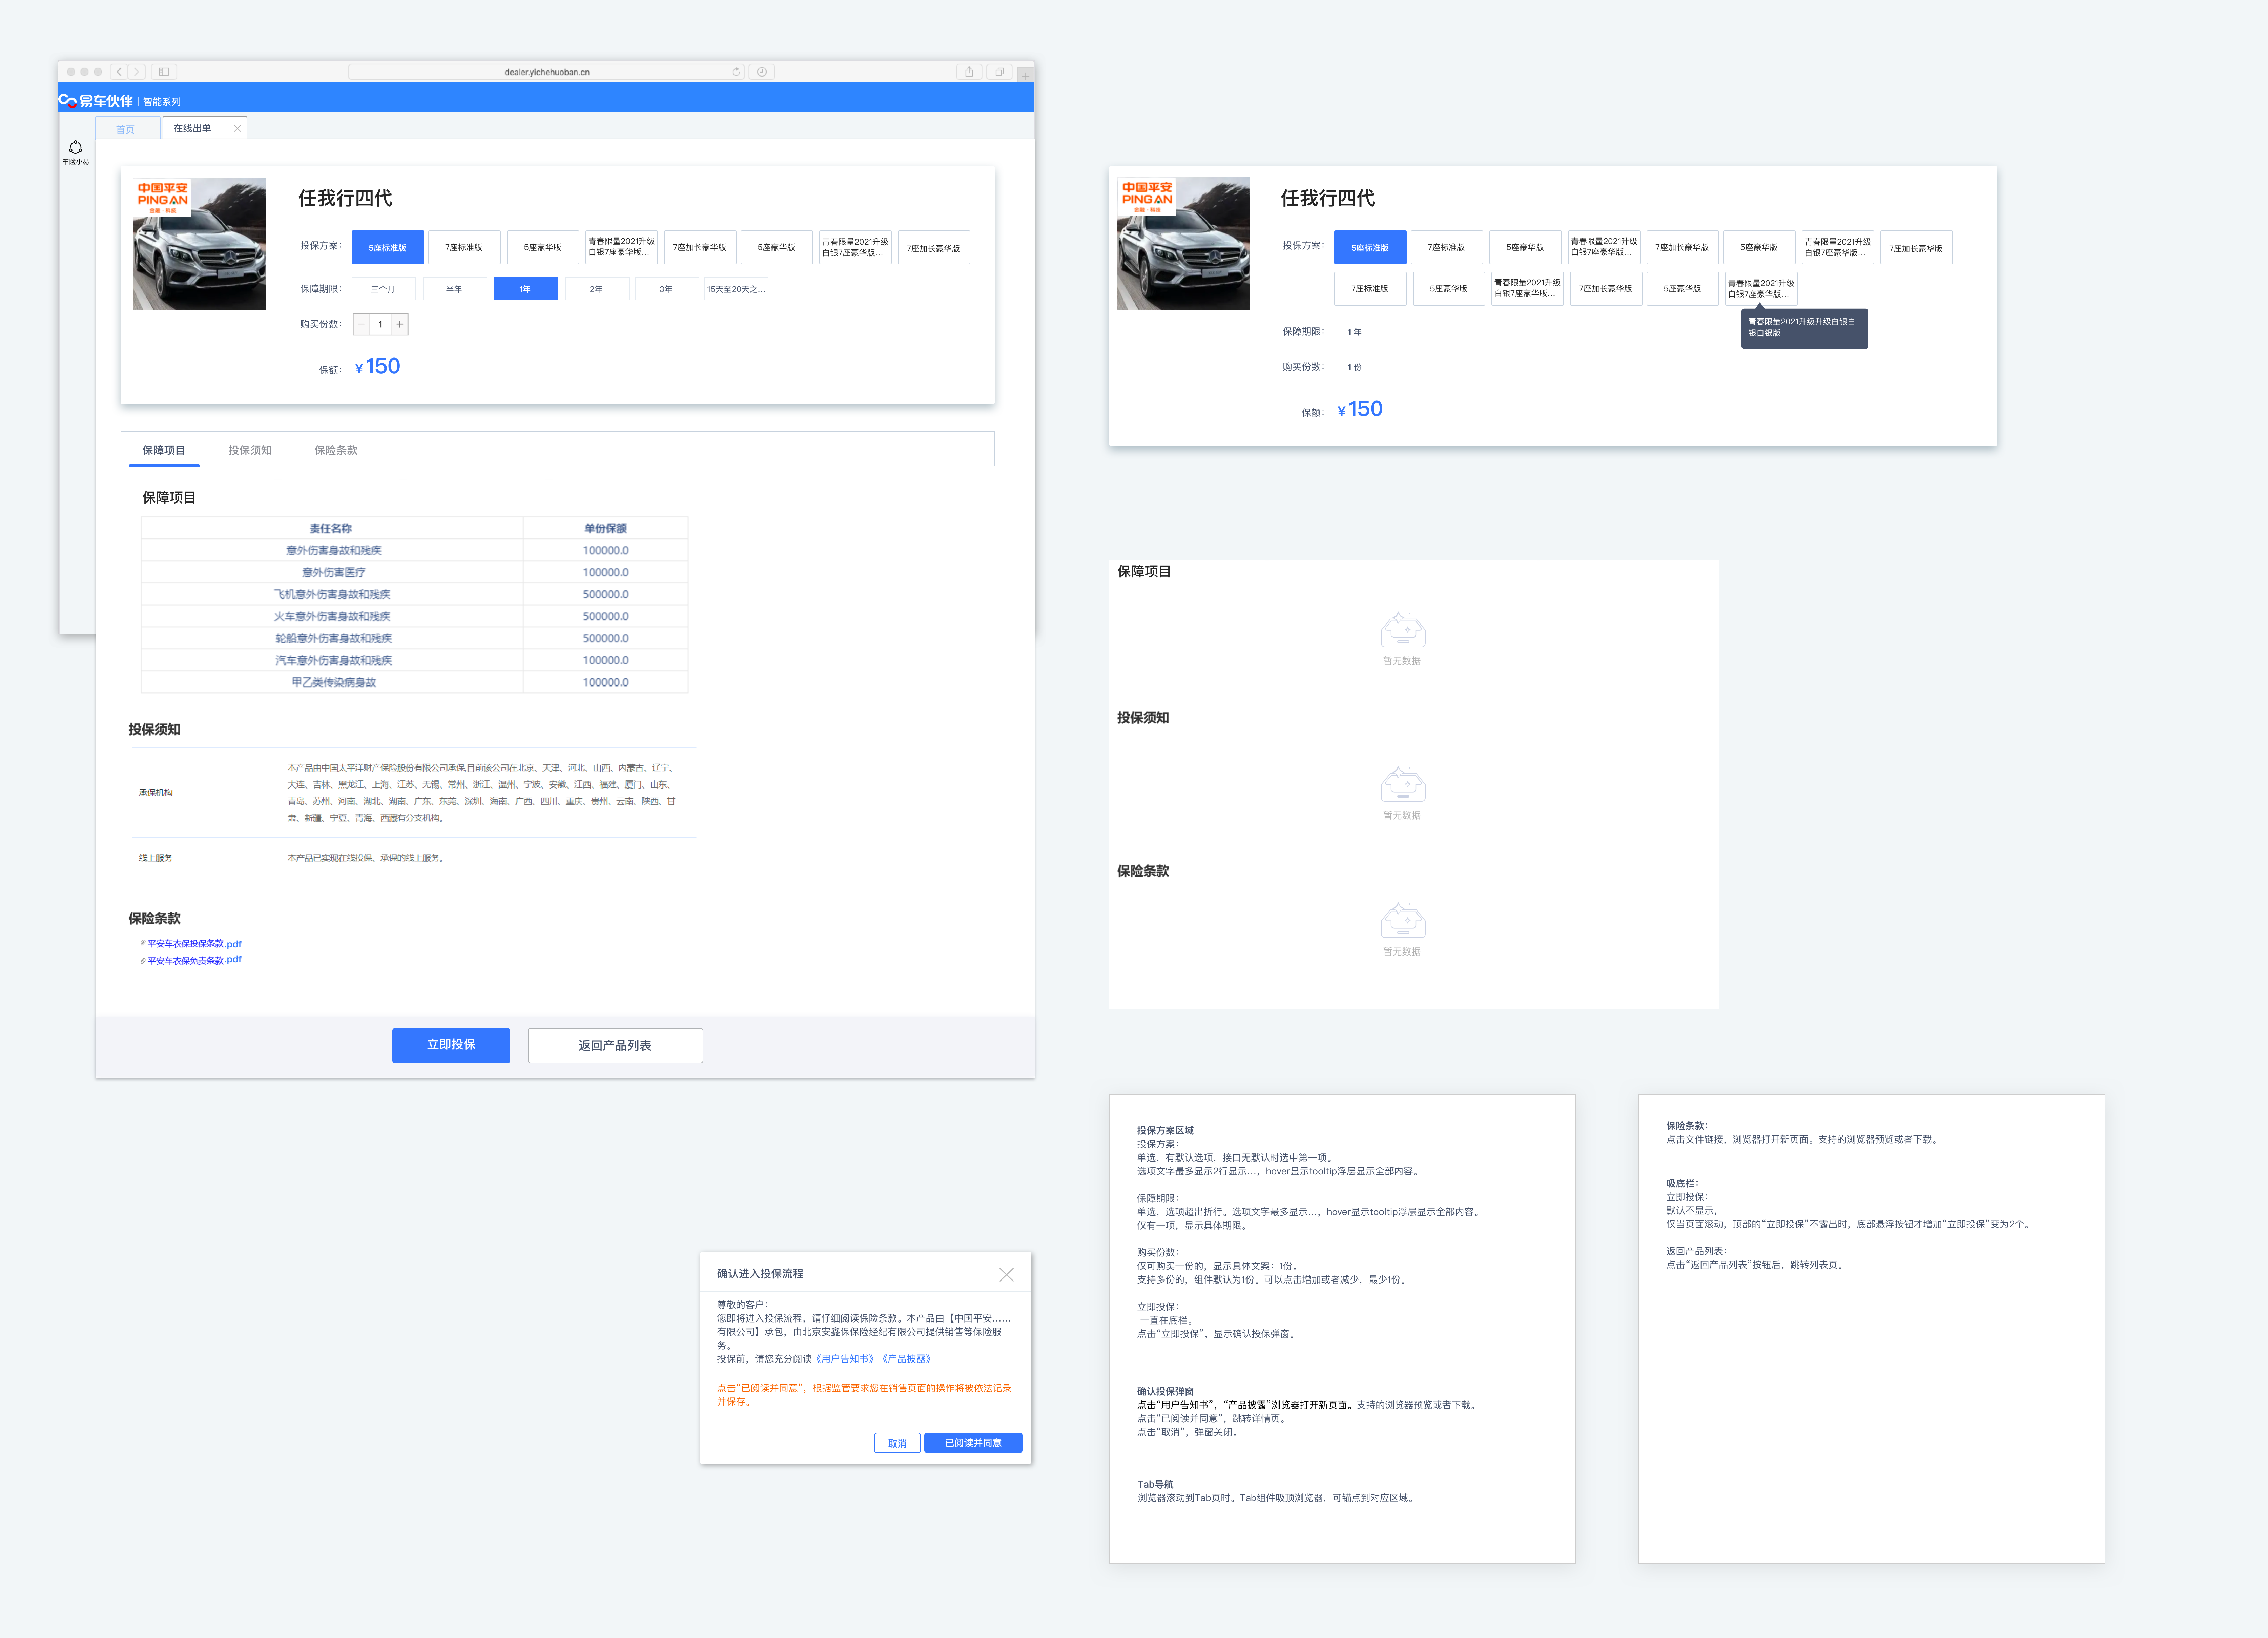 dealer.yichehuoban.cn
易车伙伴 | 智能系列
首页
在线出单
车险小易
中国平安
PINGAN
金融·科技
任我行四代
投保方案：
5座标准版
7座标准版
5座豪华版
青春限量2021升级
白银7座豪华版...
7座加长豪华版
5座豪华版
青春限量2021升级
白银7座豪华版...
7座加长豪华版
保障期限：
三个月
半年
1年
2年
3年
15天至20天之...
购买份数：
1
保额：
¥150
保障项目
投保须知
保险条款
保障项目
责任名称 单份保额
意外伤害身故和残疾 100000.0
意外伤害医疗 100000.0
飞机意外伤害身故和残疾 500000.0
火车意外伤害身故和残疾 500000.0
轮船意外伤害身故和残疾 500000.0
汽车意外伤害身故和残疾 100000.0
甲乙类传染病身故 100000.0
投保须知
承保机构
本产品由中国太平洋财产保险股份有限公司承保,目前该公司在北京、天津、河北、山西、内蒙古、辽宁、
大连、吉林、黑龙江、上海、江苏、无锡、常州、浙江、温州、宁波、安徽、江西、福建、厦门、山东、
青岛、苏州、河南、湖北、湖南、广东、东莞、深圳、海南、广西、四川、重庆、贵州、云南、陕西、甘
肃、新疆、宁夏、青海、西藏有分支机构。
线上服务
本产品已实现在线投保、承保的线上服务。
保险条款
平安车衣保投保条款.pdf
平安车衣保免责条款.pdf
立即投保
返回产品列表
中国平安
PINGAN
金融·科技
任我行四代
投保方案：
5座标准版
7座标准版
5座豪华版
青春限量2021升级
白银7座豪华版...
7座加长豪华版
5座豪华版
青春限量2021升级
白银7座豪华版...
7座加长豪华版
7座标准版
5座豪华版
青春限量2021升级
白银7座豪华版...
7座加长豪华版
5座豪华版
青春限量2021升级
白银7座豪华版...
青春限量2021升级升级白银白
银白银版
保障期限：
1 年
购买份数：
1 份
保额：
¥150
保障项目
暂无数据
投保须知
暂无数据
保险条款
暂无数据
确认进入投保流程
尊敬的客户：
您即将进入投保流程，请仔细阅读保险条款。本产品由【中国平安……
有限公司】承包，由北京安鑫保保险经纪有限公司提供销售等保险服
务。
投保前，请您充分阅读《用户告知书》《产品披露》
点击“已阅读并同意”，根据监管要求您在销售页面的操作将被依法记录
并保存。
取消
已阅读并同意
投保方案区域
投保方案：
单选，有默认选项，接口无默认时选中第一项。
选项文字最多显示2行显示...，hover显示tooltip浮层显示全部内容。
保障期限：
单选，选项超出折行。选项文字最多显示...，hover显示tooltip浮层显示全部内容。
仅有一项，显示具体期限。
购买份数：
仅可购买一份的，显示具体文案：1份。
支持多份的，组件默认为1份。可以点击增加或者减少，最少1份。
立即投保：
一直在底栏。
点击“立即投保”，显示确认投保弹窗。
确认投保弹窗
点击“用户告知书”，“产品披露”浏览器打开新页面。支持的浏览器预览或者下载。
点击“已阅读并同意”，跳转详情页。
点击“取消”，弹窗关闭。
Tab导航
浏览器滚动到Tab页时。Tab组件吸顶浏览器，可锚点到对应区域。
保险条款：
点击文件链接，浏览器打开新页面。支持的浏览器预览或者下载。
吸底栏：
立即投保：
默认不显示，
仅当页面滚动，顶部的“立即投保”不露出时，底部悬浮按钮才增加“立即投保”变为2个。
返回产品列表：
点击“返回产品列表”按钮后，跳转列表页。